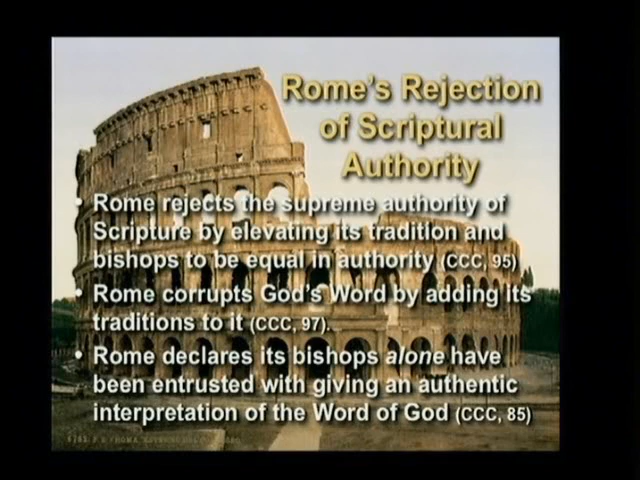 Rome's Rejection
of Scriptural
Authority
• Rome rejects the supreme authority of
Scripture by elevating its tradition and
bishops to be equal in authority (CCC, 95)
• Rome corrupts God's Word by adding its
traditions to it (CCC, 97).
• Rome declares its bishops alone have
been entrusted with giving an authentic
interpretation of the Word of God (CCC, 85)